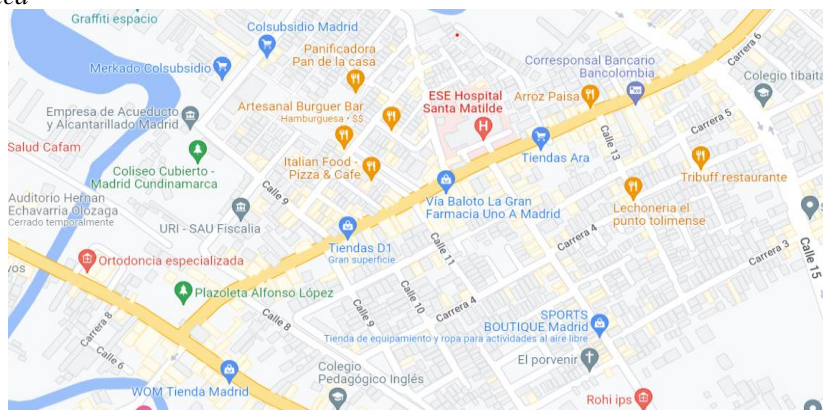 Graffiti espacio
Colsubsidio Madrid
Panificadora
Pan de la casa
Carrera 6
Merkado Colsubsidio
Corresponsal Bancario
Bancolombia
Colegio tibaita
ESE Hospital
Santa Matilde
Arroz Paisa
Artesanal Burguer Bar
Hamburguesa • $$
Empresa de Acueducto
y Alcantarillado Madrid
Carrera 5
Salud Cafam
Calle 13
Tiendas Ara
Italian Food -
Pizza & Cafe
Coliseo Cubierto -
Madrid Cundinamarca
Tribuff restaurante
Calle 9
Auditorio Hernan
Echavarria Olozaga
Cerrado temporalmente
Vía Baloto La Gran
Farmacia Uno A Madrid
Lechoneria el
punto tolimense
URI - SAU Fiscalia
Tiendas D1
Gran superficie
Calle 11
Carrera 4
Carrera 3
Calle 15
vos
Ortodoncia especializada
Plazoleta Alfonso López
Calle 10
Carrera 4
Calle 9
Calle 8
Carrera 8
Calle 6
SPORTS
BOUTIQUE Madrid
Tienda de equipamiento y ropa para actividades al aire libre
El porvenir
Colegio
Pedagógico Inglés
WOM Tienda Madrid
Rohi ips